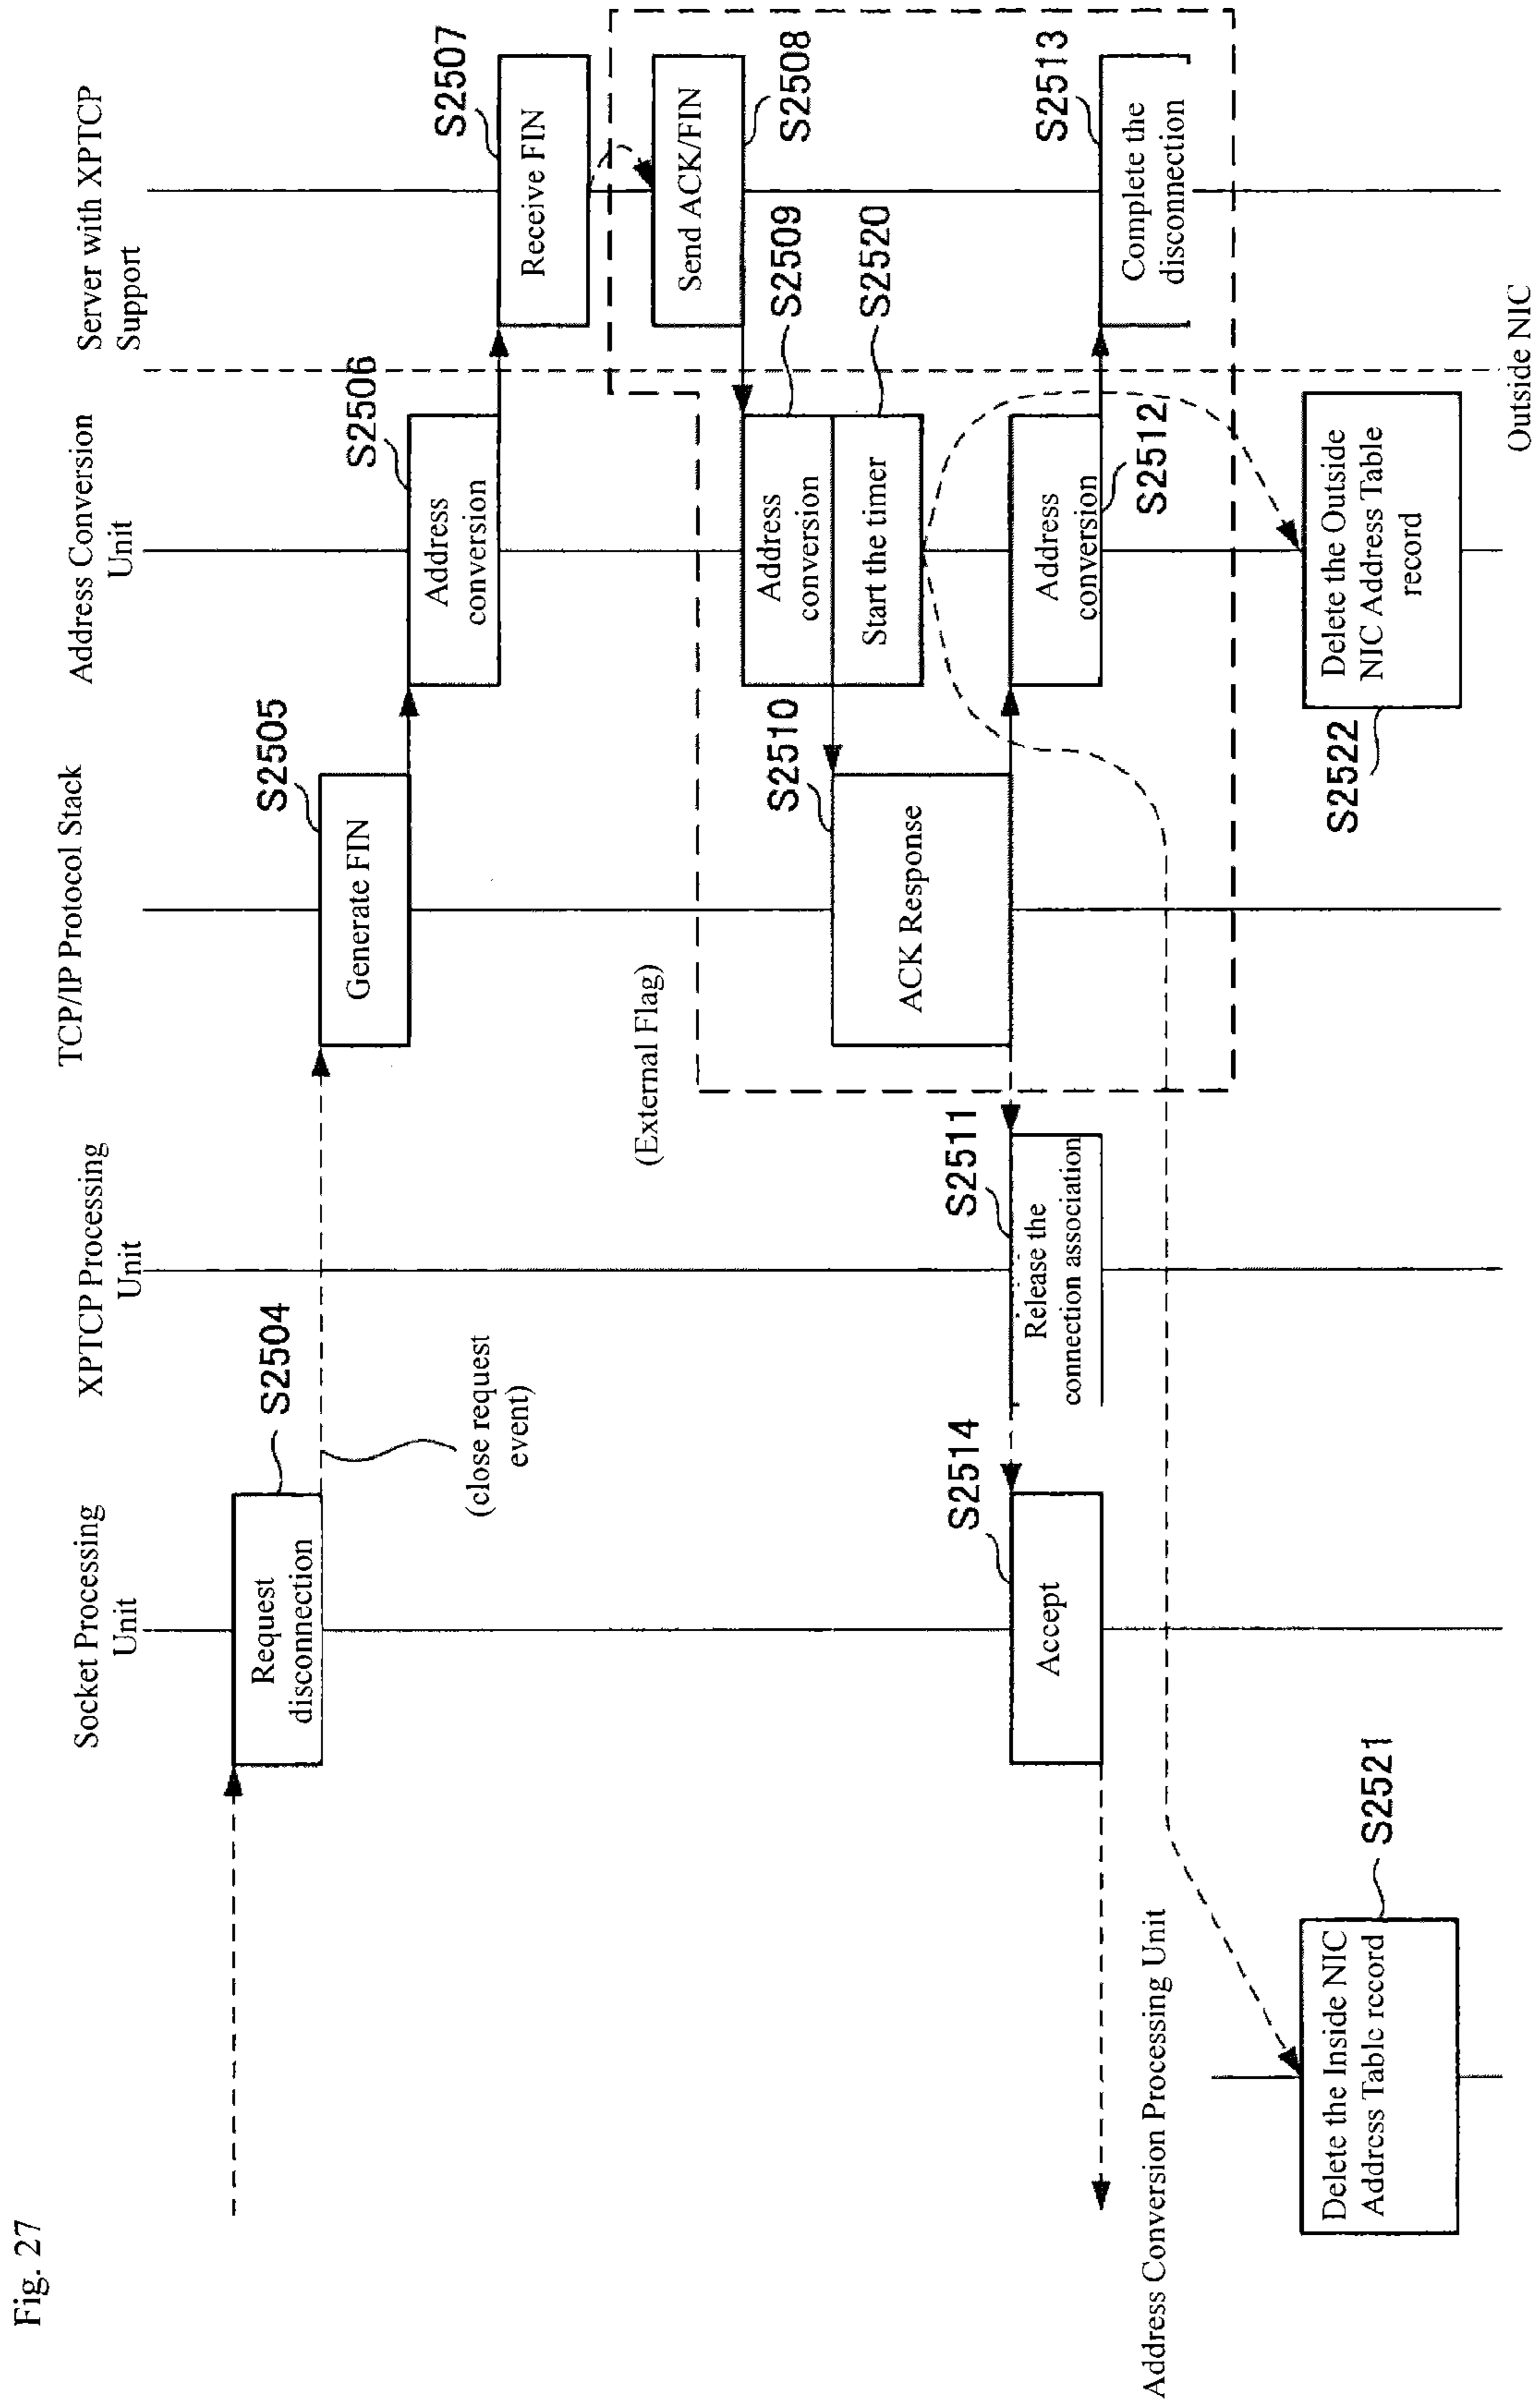 Fig. 27
Socket Processing
Unit
XPTCP Processing
Unit
TCP/IP Protocol Stack
Address Conversion
Unit
Server with XPTCP
Support
S2504
Request
disconnection
(close request
event)
S2505
Generate FIN
S2506
Address
conversion
S2507
Receive FIN
(External Flag)
Send ACK/FIN
S2508
S2509
Address
conversion
S2520
Start the timer
S2510
ACK Response
S2511
Release the
connection association
S2514
Accept
Address
conversion
S2512
S2513
Complete the
disconnection
Address Conversion Processing Unit
Delete the Inside NIC
Address Table record
S2521
Delete the Outside
NIC Address Table
record
S2522
Outside NIC